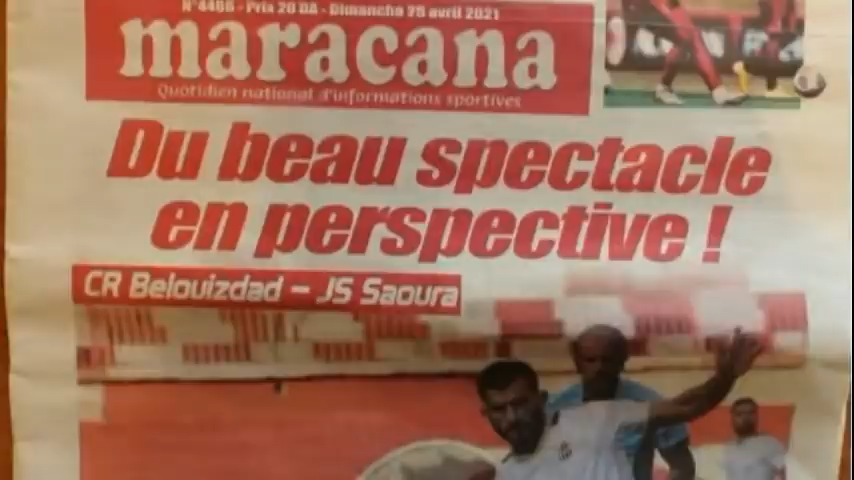 N°4466 - Prix 20 DA - Dimanche 25 avril 2021
maracana
Quotidien national d'informations sportives
Du beau spectacle
en perspective !
CR Belouizdad – JS Saoura